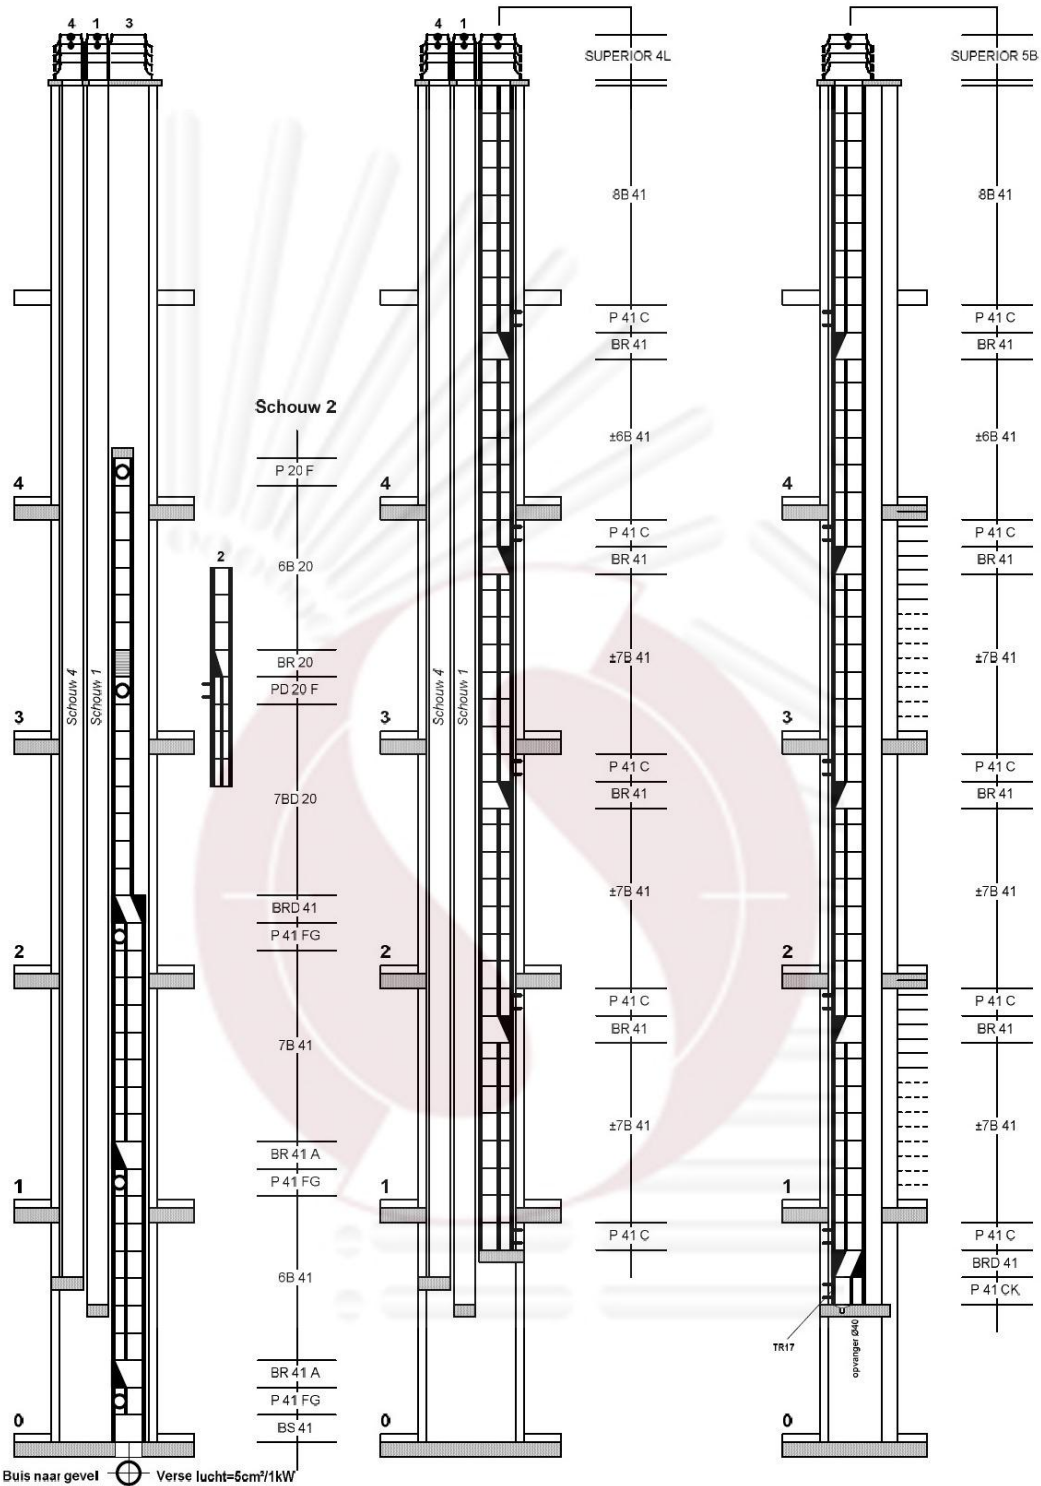 4 1 3
4 1
SUPERIOR 4L
SUPERIOR 5B
8B 41
8B 41
P 41 C
P 41 C
BR 41
BR 41
Schouw 2
±6B 41
±6B 41
P 20 F
4
4
4
P 41 C
P 41 C
2
6B 20
BR 41
BR 41
BR 20
±7B 41
±7B 41
PD 20 F
Schouw 4
Schouw 1
Schouw 4
Schouw 1
3
3
3
P 41 C
P 41 C
7BD 20
BR 41
BR 41
±7B 41
±7B 41
BRD 41
P 41 FG
2
2
2
P 41 C
P 41 C
BR 41
BR 41
7B 41
±7B 41
±7B 41
BR 41 A
P 41 FG
1
1
1
P 41 C
P 41 C
BRD 41
6B 41
P 41 CK
TR17
opvanger Ø40
BR 41 A
P 41 FG
0
0
0
BS 41
Buis naar gevel
Verse lucht=5cm²/1kW